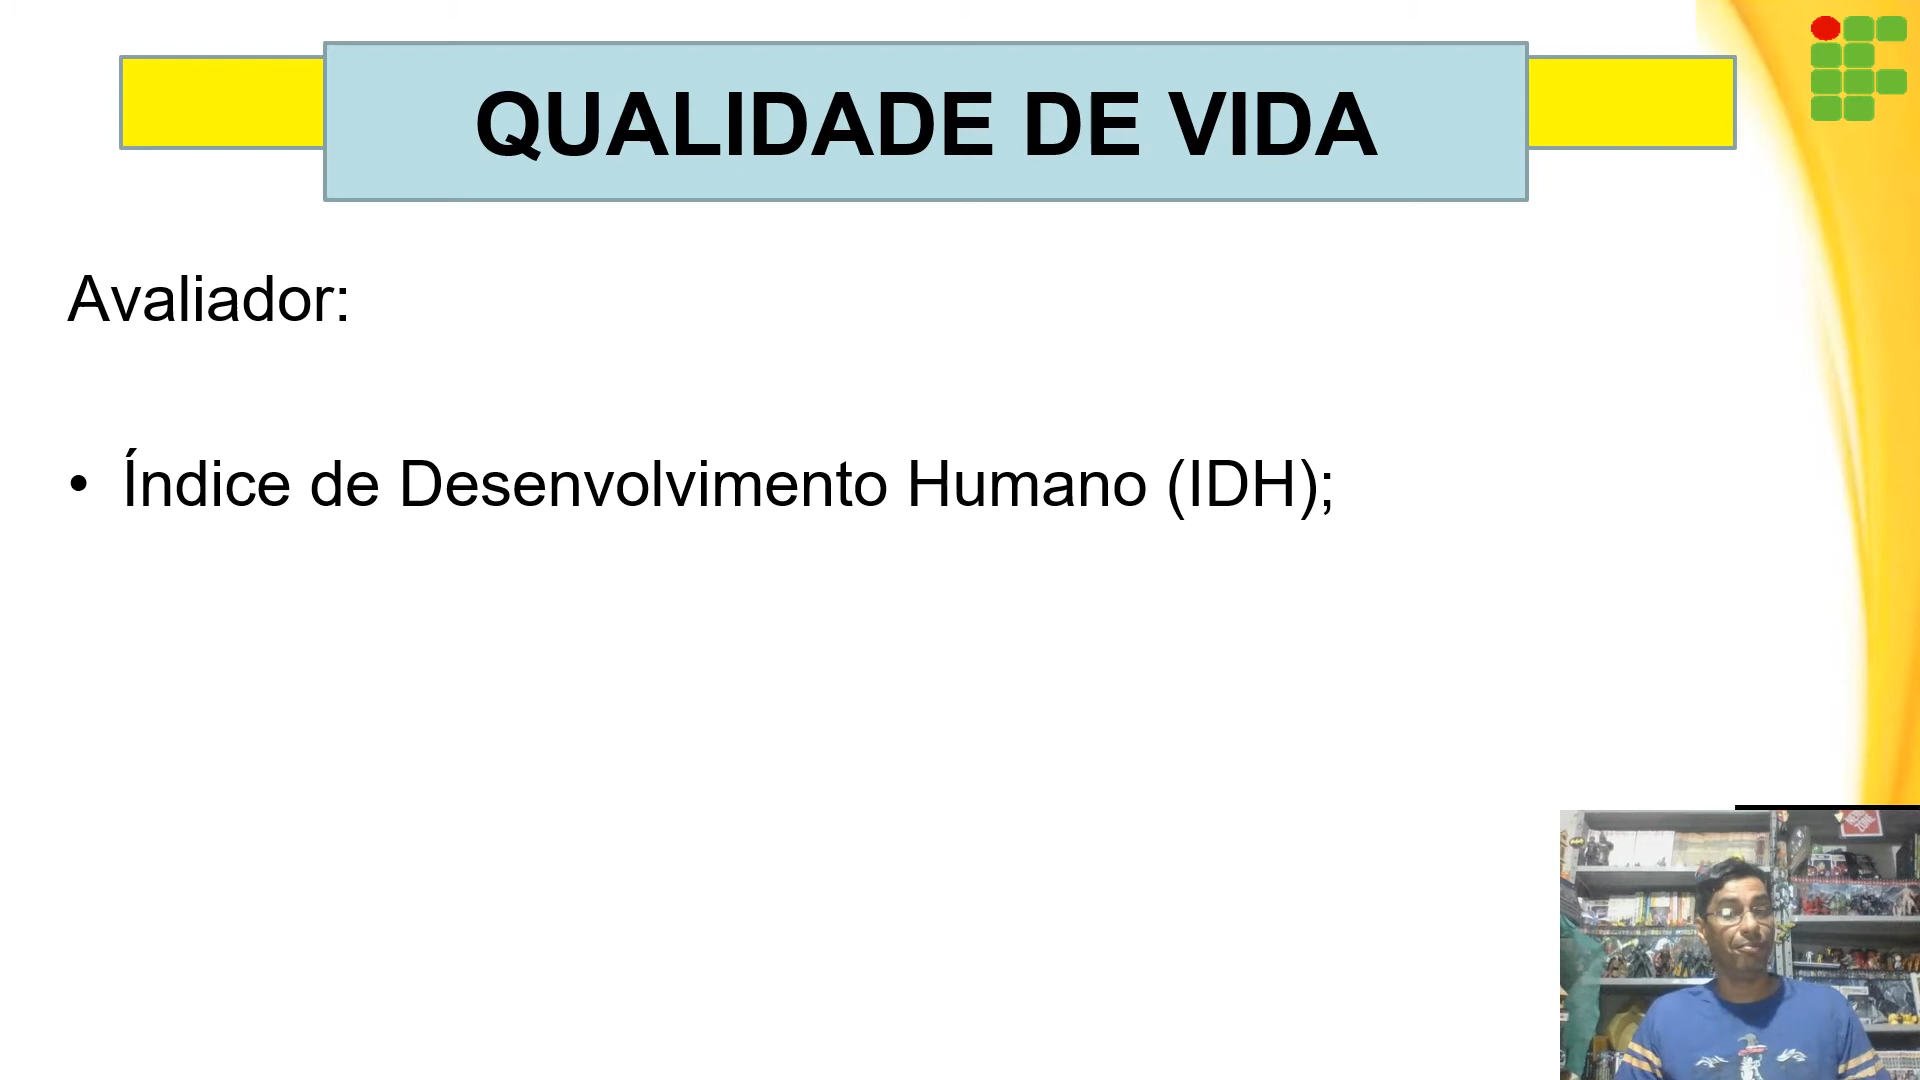 QUALIDADE DE VIDA
Avaliador:
• Índice de Desenvolvimento Humano (IDH);